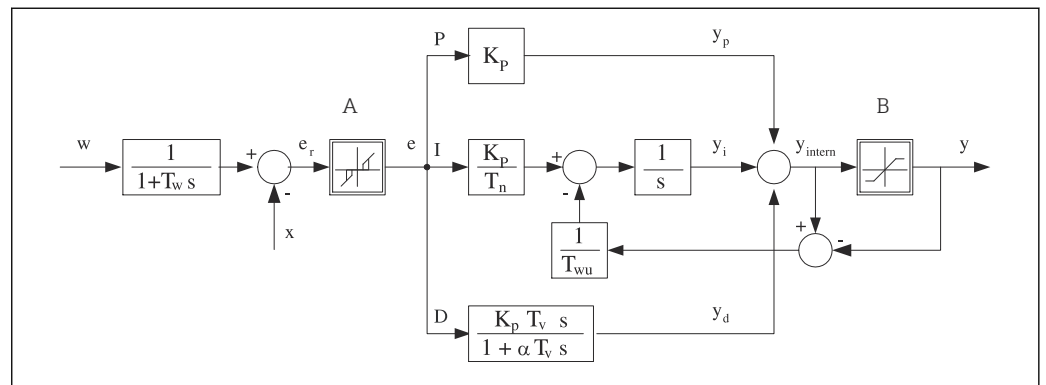 P
K_P
y_p
A
B
w
1
1+T_w s
+
-
e_r
x
e
I
K_P
T_n
+
-
1
s
y_i
y_intern
y
+
-
1
T_wu
D
K_p T_v s
1 + α T_v s
y_d